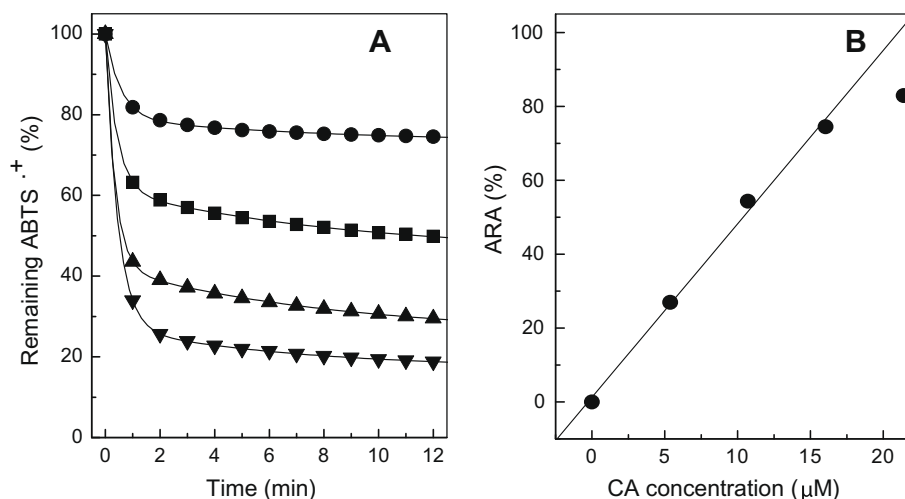 A
Remaining ABTS ·+ (%)
100
80
60
40
20
0
0 2 4 6 8 10 12
Time (min)
B
ARA (%)
100
80
60
40
20
0
0 5 10 15 20
CA concentration (µM)